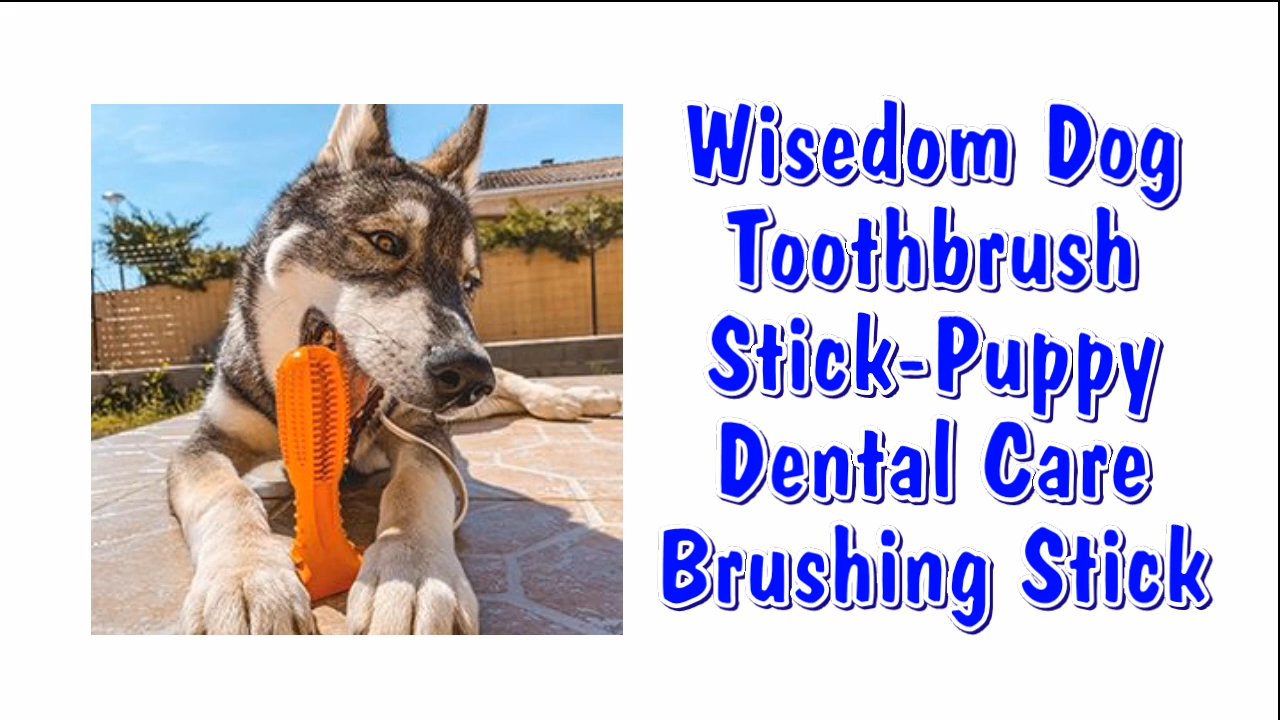 Wisedom Dog
Toothbrush
Stick-Puppy
Dental Care
Brushing Stick